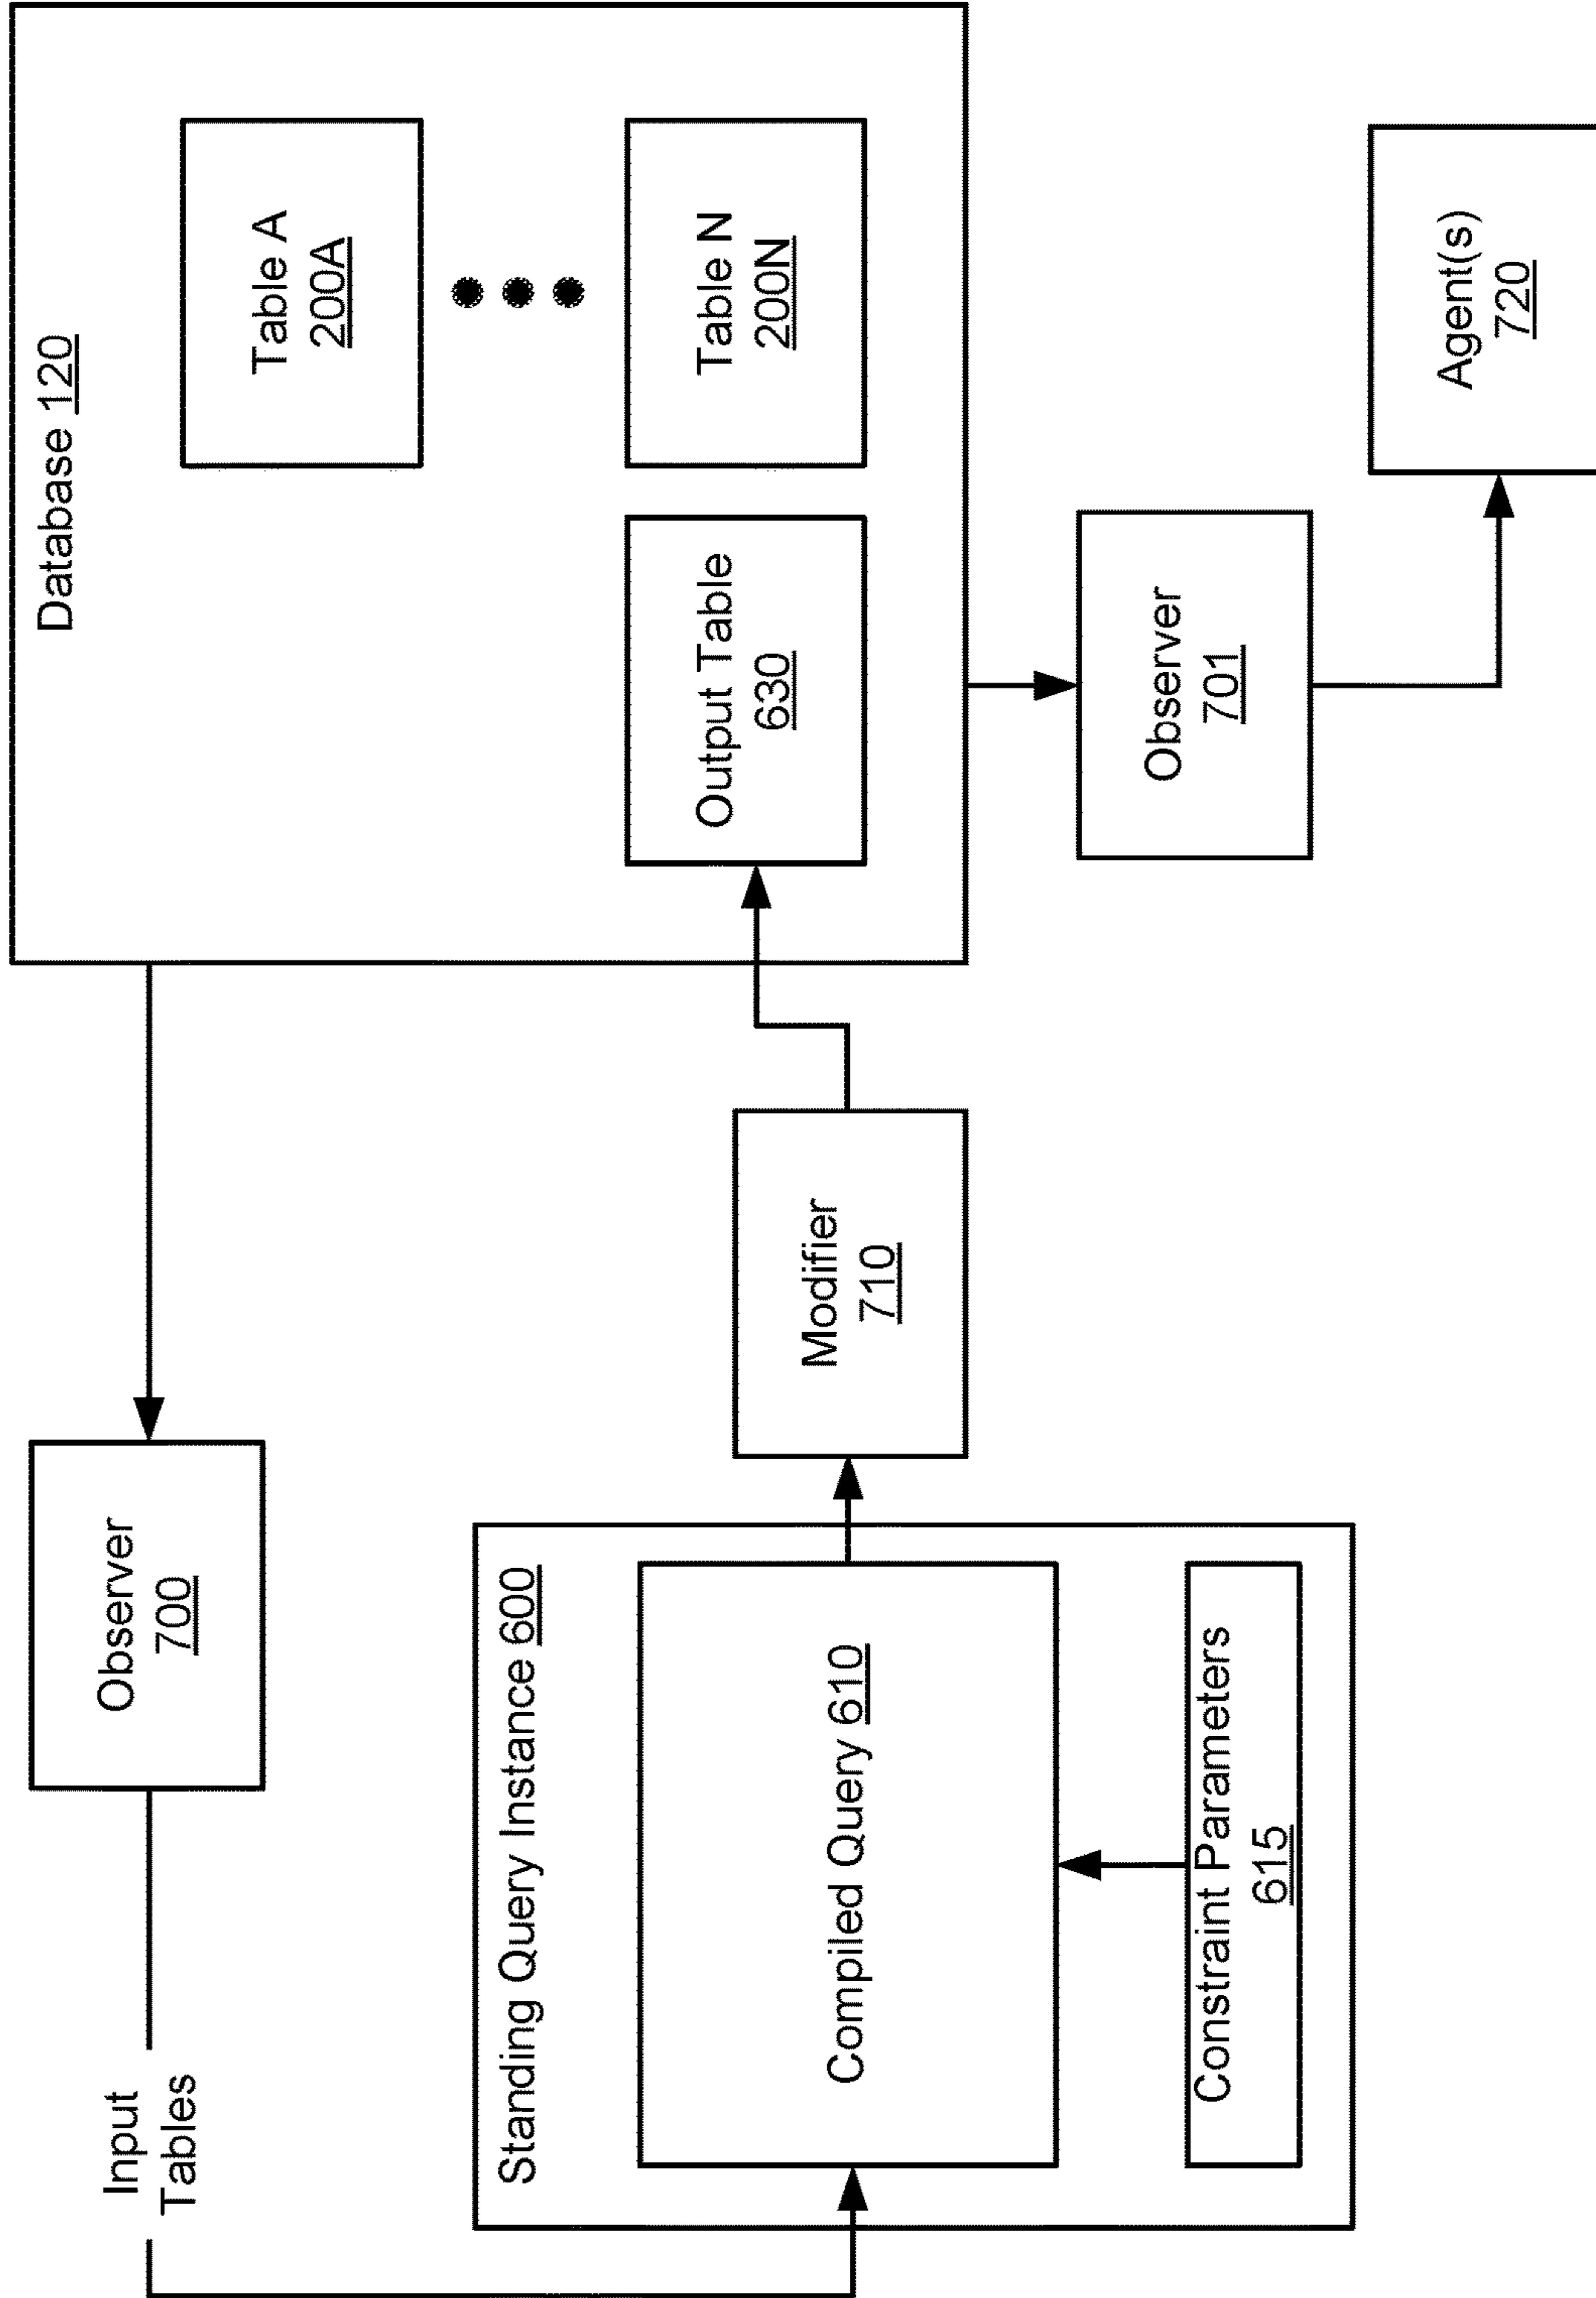 Database 120
Table A
200A
Table N
200N
Output Table
630
Observer
700
Input
Tables
Standing Query Instance 600
Compiled Query 610
Constraint Parameters
615
Modifier
710
Observer
701
Agent(s)
720